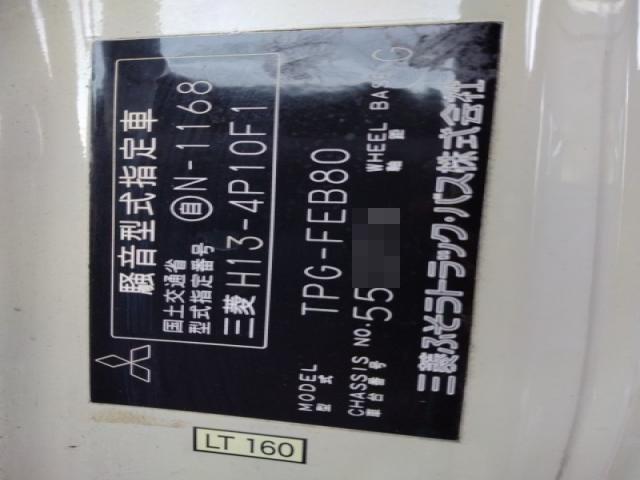 騒音型式指定車
国土交通省
型式指定番号
自N-1168
三菱H13-4P10F1
MODEL
型式
TPG-FEB80
CHASSIS NO.
車台番号
55
WHEEL BASE
軸距
C
三菱ふそうトラック・バス株式会社
LT 160